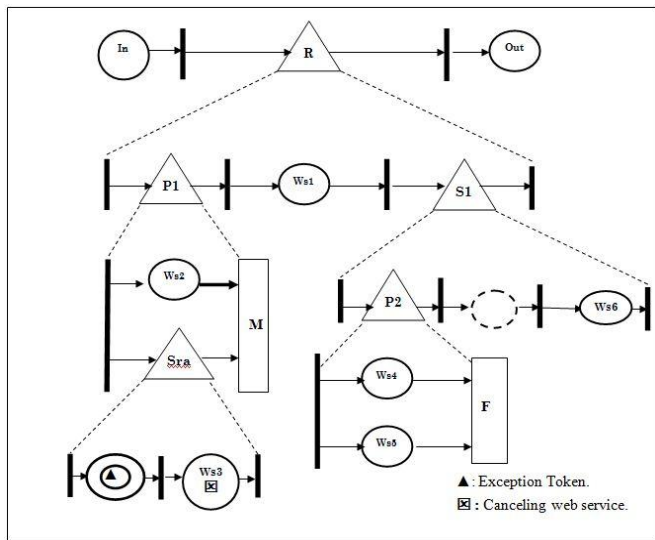 In
R
Out
P1
Ws1
S1
Ws2
M
Sra
P2
Ws6
Ws4
F
Ws5
Ws3
▲: Exception Token.
☒ : Canceling web service.